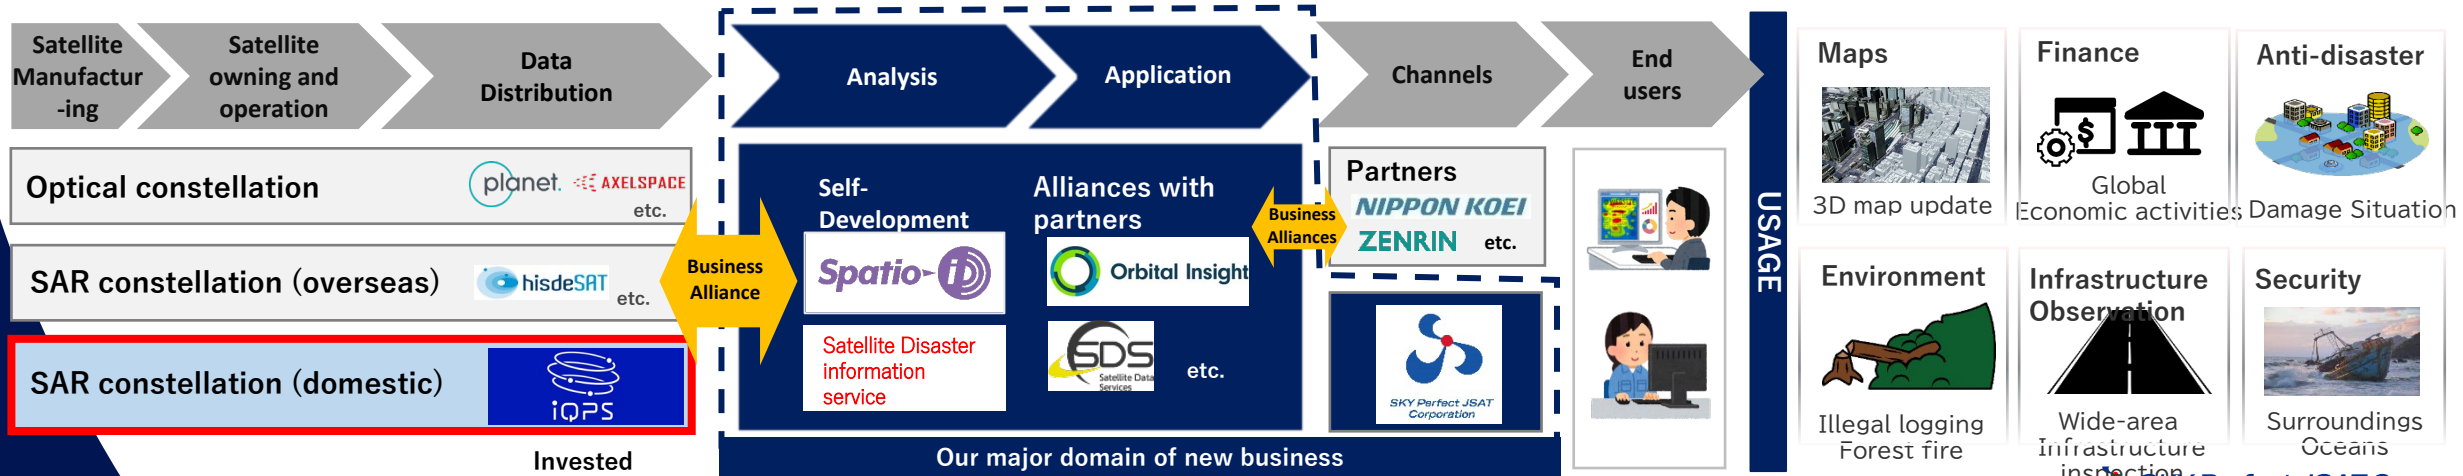 Satellite
Manufactur
-ing
Satellite
owning and
operation
Data
Distribution
Analysis
Application
Channels
End
users
Optical constellation
planet.
AXELSPACE
etc.
SAR constellation (overseas)
hisdeSAT
etc.
SAR constellation (domestic)
iQPS
Invested
Business
Alliance
Self-
Development
Spatio-iD
Satellite Disaster
information
service
Alliances with
partners
Orbital Insight
SDS
Satellite Data
Services
etc.
Our major domain of new business
Business
Alliances
Partners
NIPPON KOEI
ZENRIN
etc.
SKY Perfect JSAT
Corporation
USAGE
Maps
3D map update
Finance
$
Global
Economic activities
Anti-disaster
Damage Situation
Environment
Illegal logging
Forest fire
Infrastructure
Observation
Wide-area
Infrastructure
inspection
Security
Surroundings
Oceans